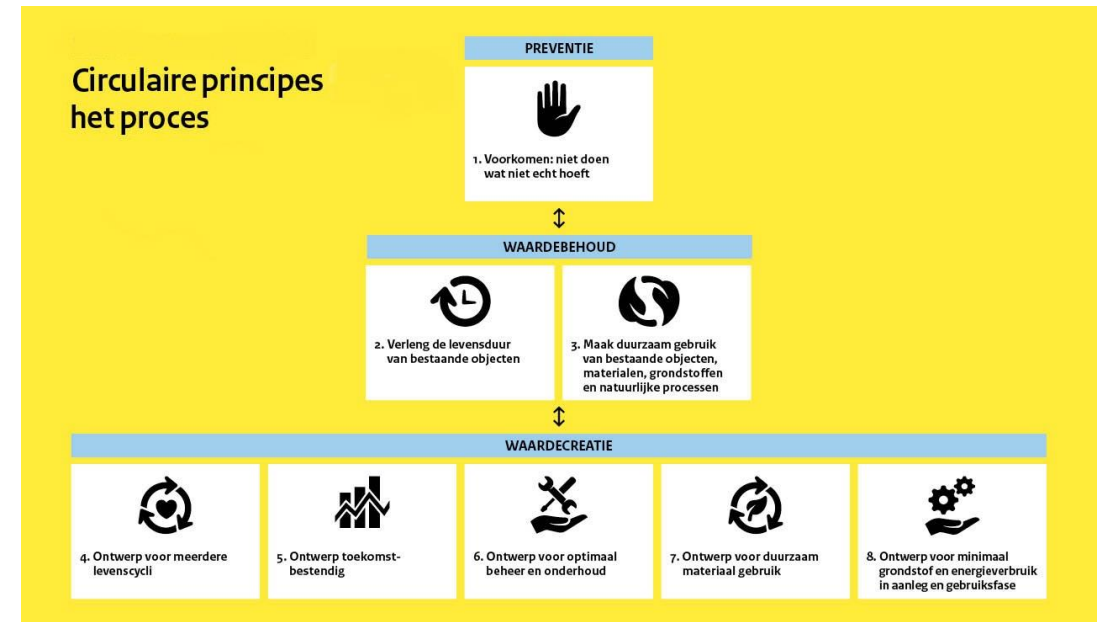 Circulaire principes
het proces
PREVENTIE
1. Voorkomen: niet doen
wat niet echt hoeft
WAARDEBEHOUD
2. Verleng de levensduur
van bestaande objecten
3. Maak duurzaam gebruik
van bestaande objecten,
materialen, grondstoffen
en natuurlijke processen
WAARDECREATIE
4. Ontwerp voor meerdere
levenscycli
5. Ontwerp toekomst-
bestendig
6. Ontwerp voor optimaal
beheer en onderhoud
7. Ontwerp voor duurzaam
materiaal gebruik
8. Ontwerp voor minimaal
grondstof en energieverbruik
in aanleg en gebruiksfase